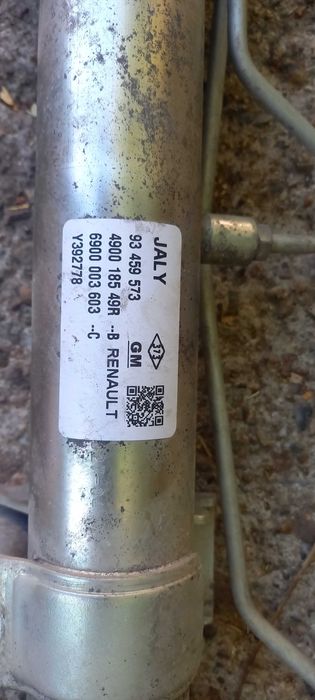 JALY
93 459 573 GM
4900 185 49R --B RENAULT
6900 003 603 --C
Y392778